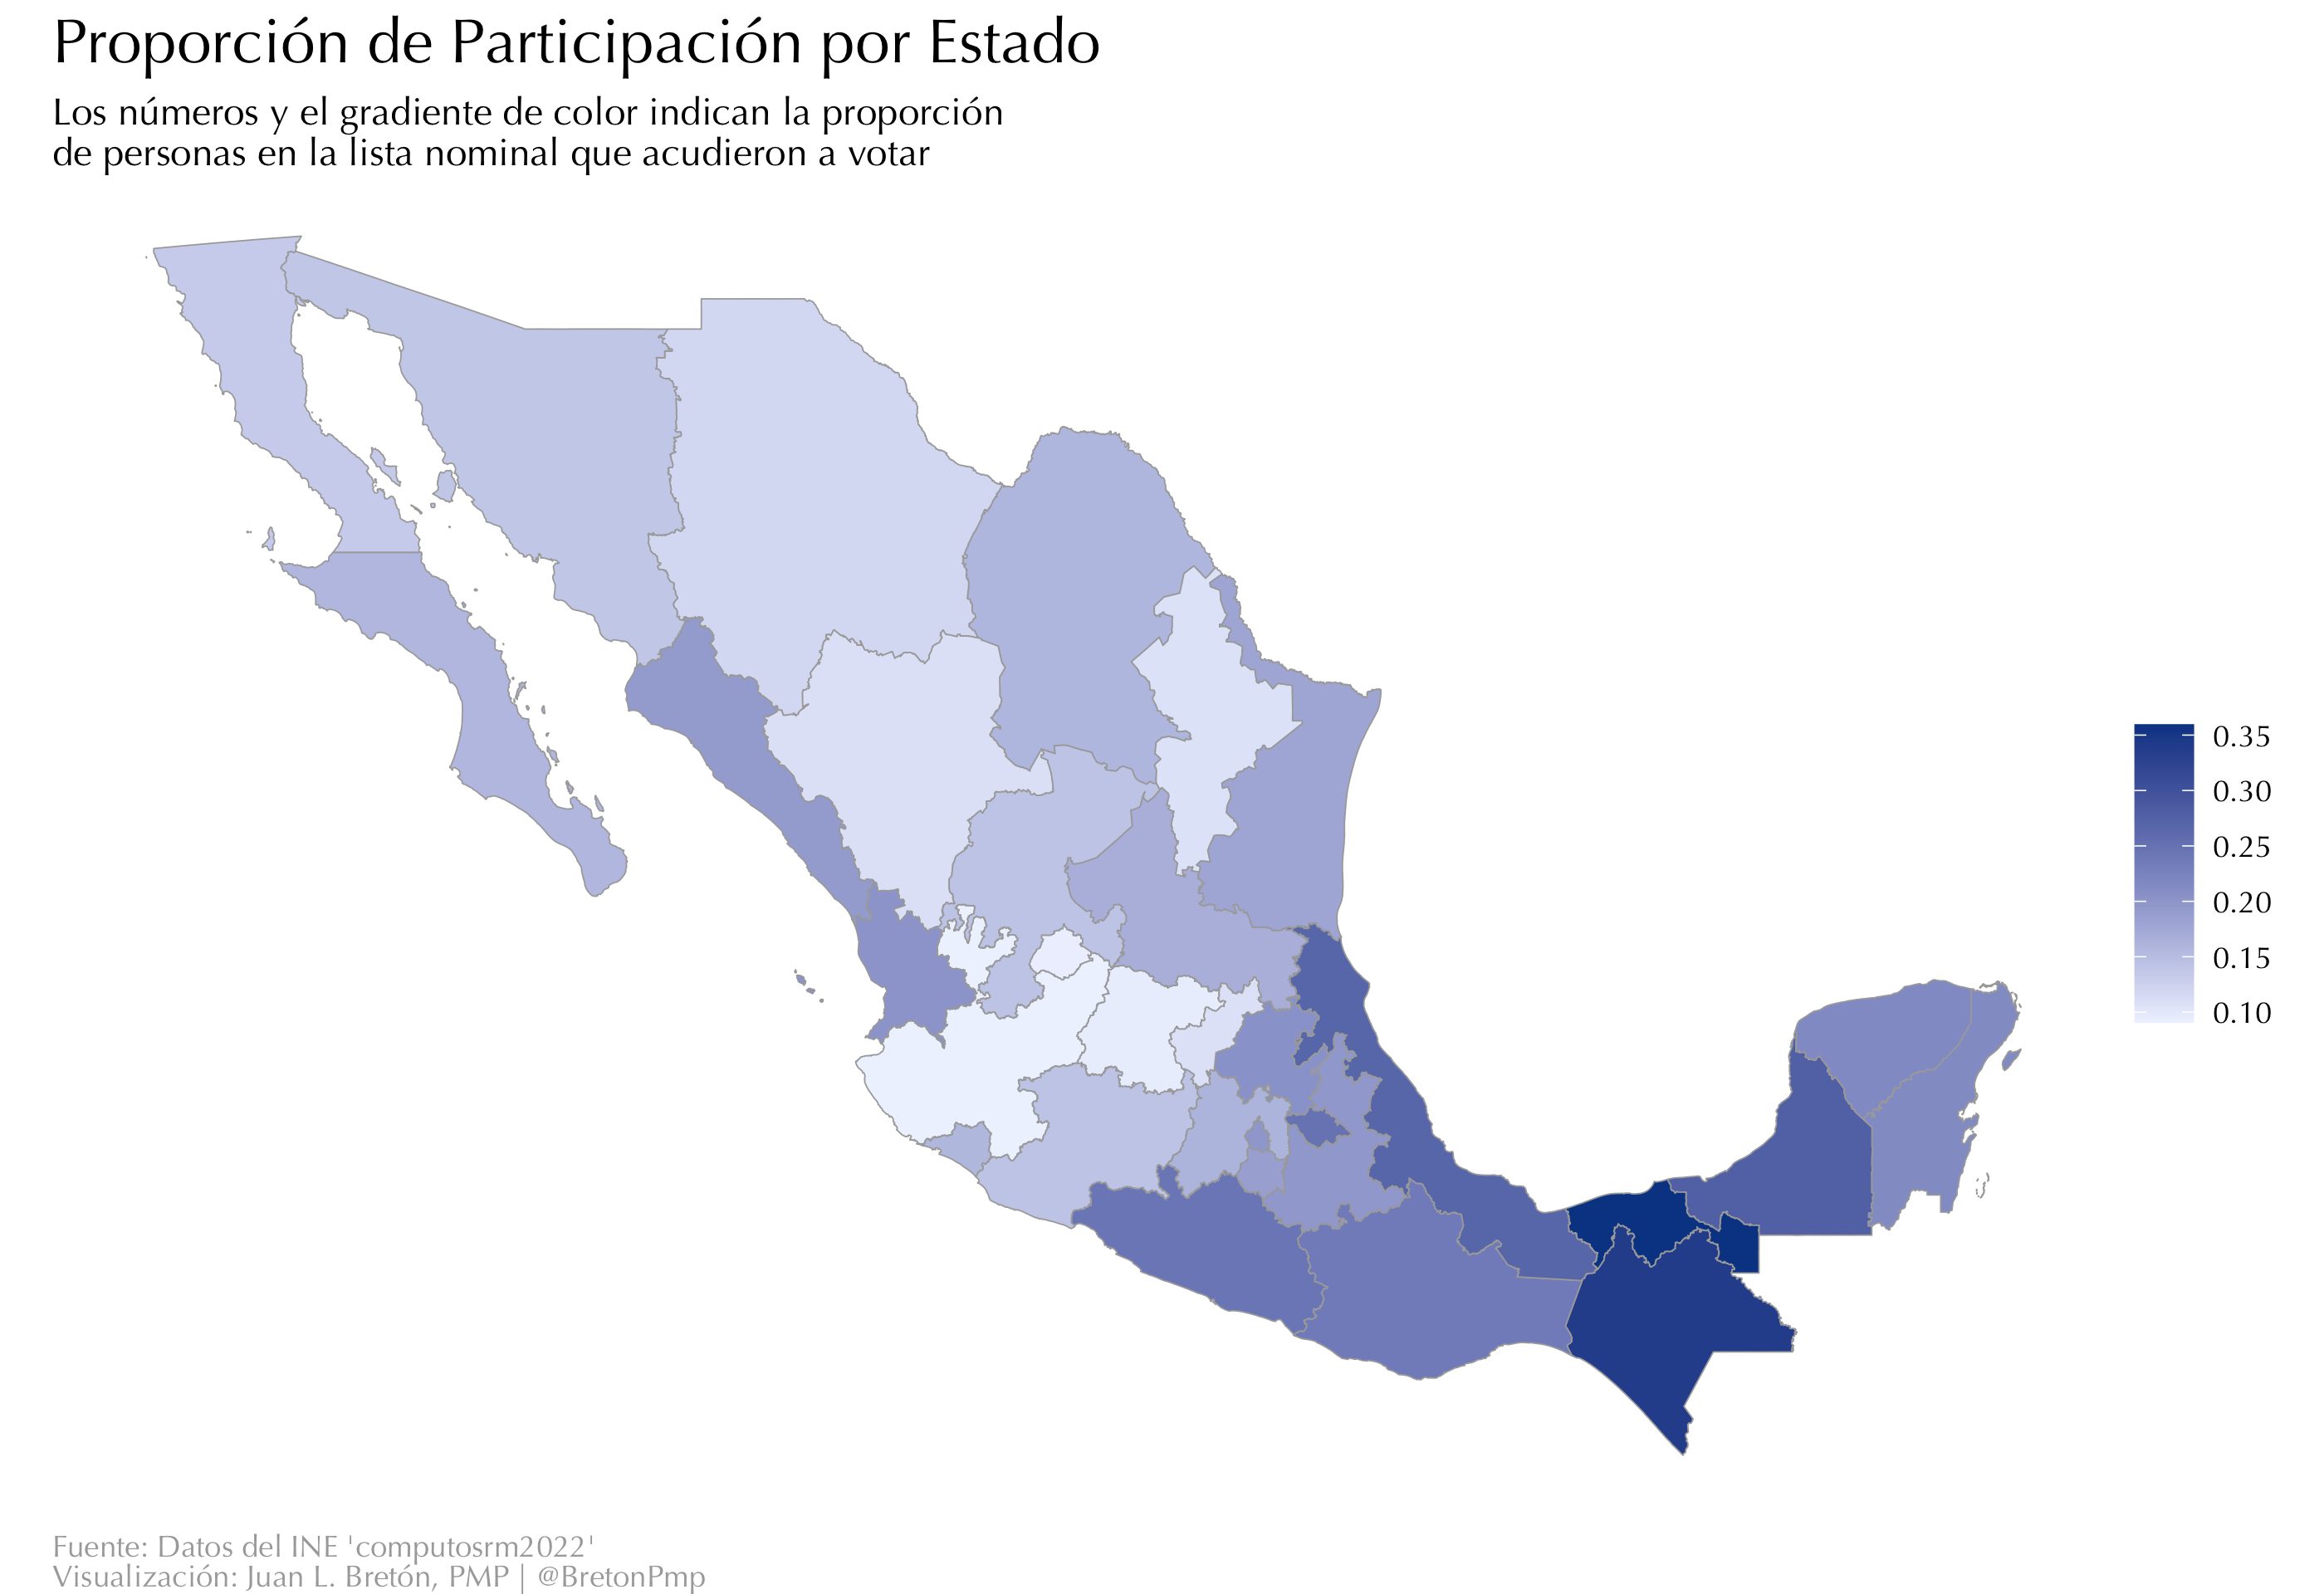 Proporción de Participación por Estado
Los números y el gradiente de color indican la proporción
de personas en la lista nominal que acudieron a votar
0.35
0.30
0.25
0.20
0.15
0.10
Fuente: Datos del INE 'computosrm2022'
Visualización: Juan L. Bretón, PMP | @BretonPmp